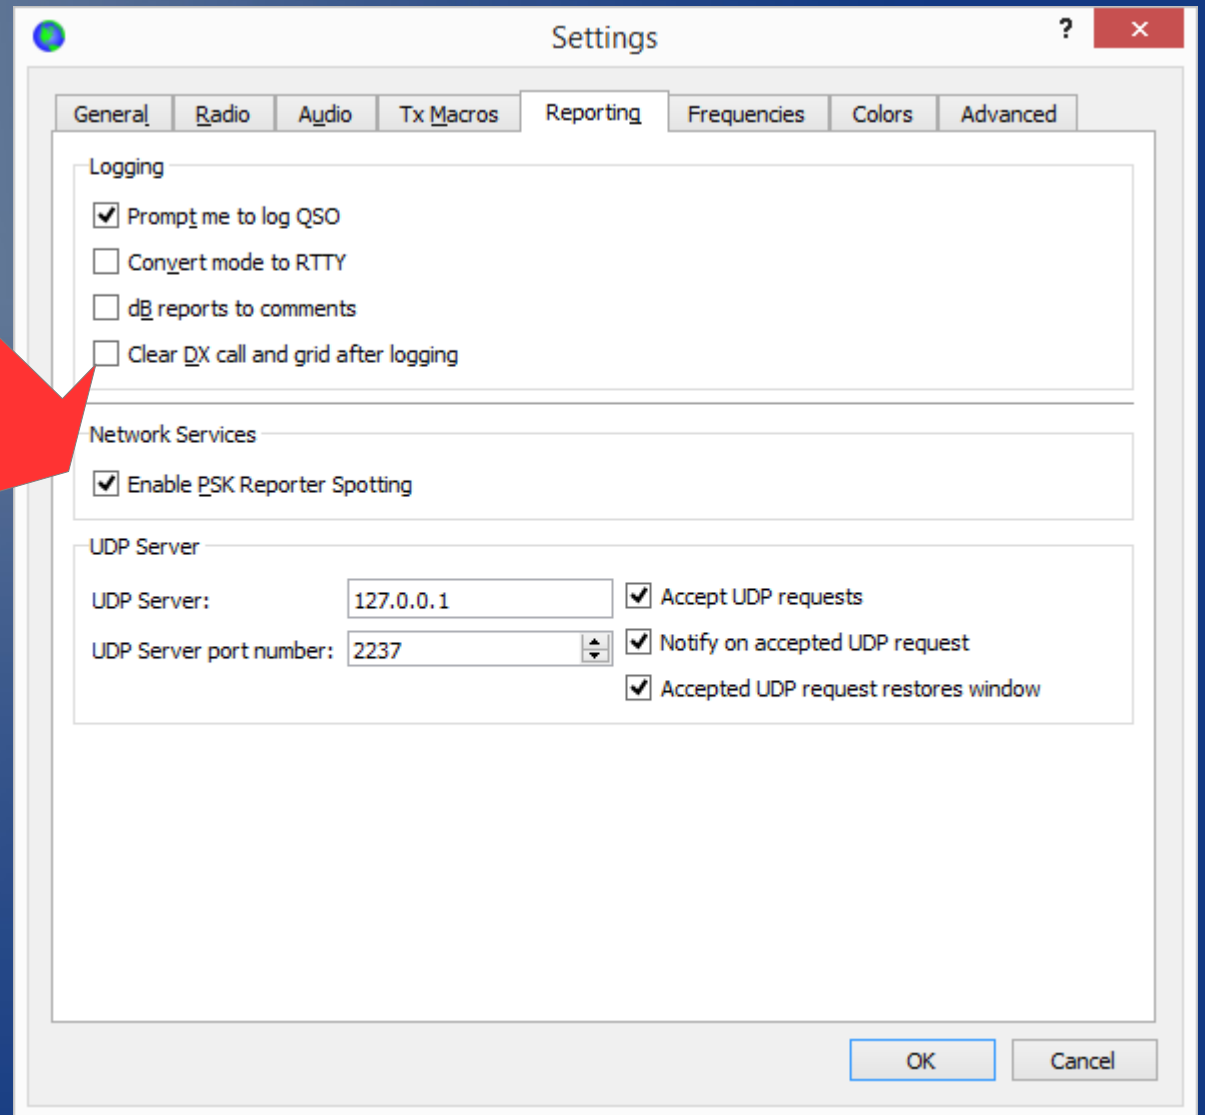 Settings
?
General Radio Audio Tx Macros Reporting Frequencies Colors Advanced
Logging
Prompt me to log QSO
Convert mode to RTTY
dB reports to comments
Clear DX call and grid after logging
Network Services
Enable PSK Reporter Spotting
UDP Server
UDP Server: 127.0.0.1 Accept UDP requests
UDP Server port number: 2237 Notify on accepted UDP request
Accepted UDP request restores window
OK Cancel